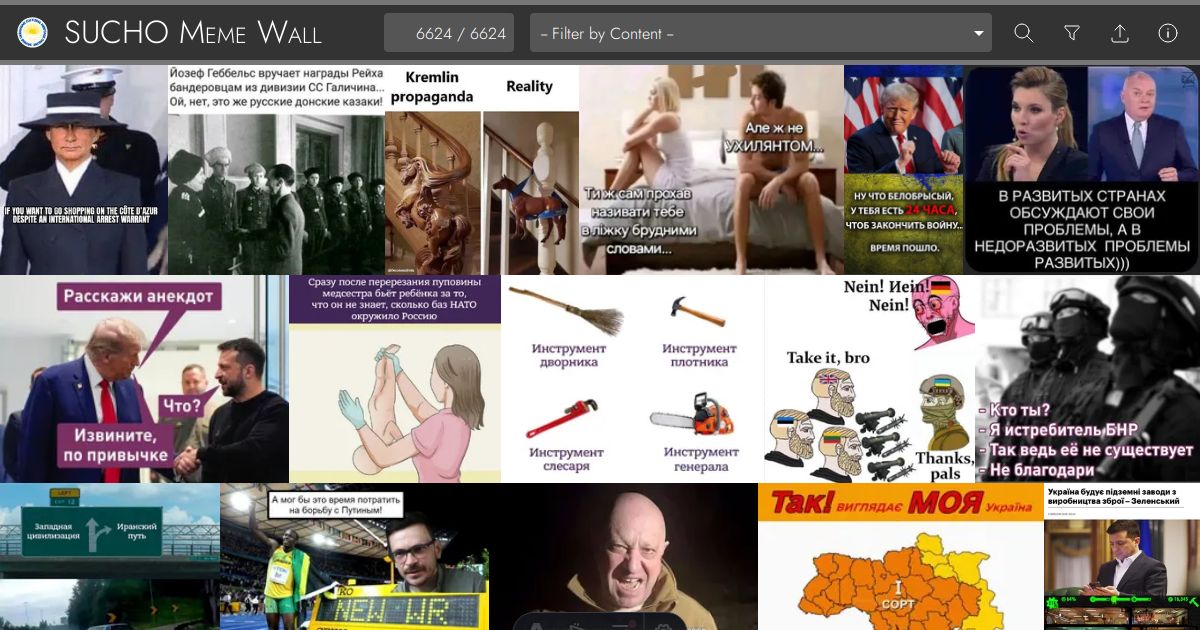 SUCHO MEME WALL
6624 / 6624
– Filter by Content –
IF YOU WANT TO GO SHOPPING ON THE CÔTE D'AZUR
DESPITE AN INTERNATIONAL ARREST WARRANT
Йозеф Геббельс вручает награды Рейха
бандеровцам из дивизии СС Галичина...
Ой, нет, это же русские донские казаки!
Kremlin
propaganda
Reality
Але ж не
УХИЛЯНТОМ...
Ти ж сам прохав
називати тебе
в ліжку брудними
словами...
НУ ЧТО БЕЛОБРЫСЫЙ,
У ТЕБЯ ЕСТЬ 24 ЧАСА,
ЧТОБ ЗАКОНЧИТЬ ВОЙНУ...
ВРЕМЯ ПОШЛО.
В РАЗВИТЫХ СТРАНАХ
ОБСУЖДАЮТ СВОИ
ПРОБЛЕМЫ, А В
НЕДОРАЗВИТЫХ ПРОБЛЕМЫ
РАЗВИТЫХ)))
Расскажи анекдот
Что?
Извините,
по привычке
Сразу после перерезания пуповины
медсестра бьёт ребёнка за то,
что он не знает, сколько баз НАТО
окружило Россию
Инструмент
дворника
Инструмент
плотника
Инструмент
слесаря
Инструмент
генерала
Nein! Иein!
Nein!
Take it, bro
Thanks,
pals
- Кто ты?
- Я истребитель БНР
- Так ведь её не существует
- Не благодари
LEFT
EXIT 12
Западная
цивилизация
Иранский
путь
А мог бы это время потратить
на борьбу с Путиным!
NEW WR
Так! виглядає МОЯ Україна
I
СОРТ
Україна будує підземні заводи з
виробництва зброї – Зеленський